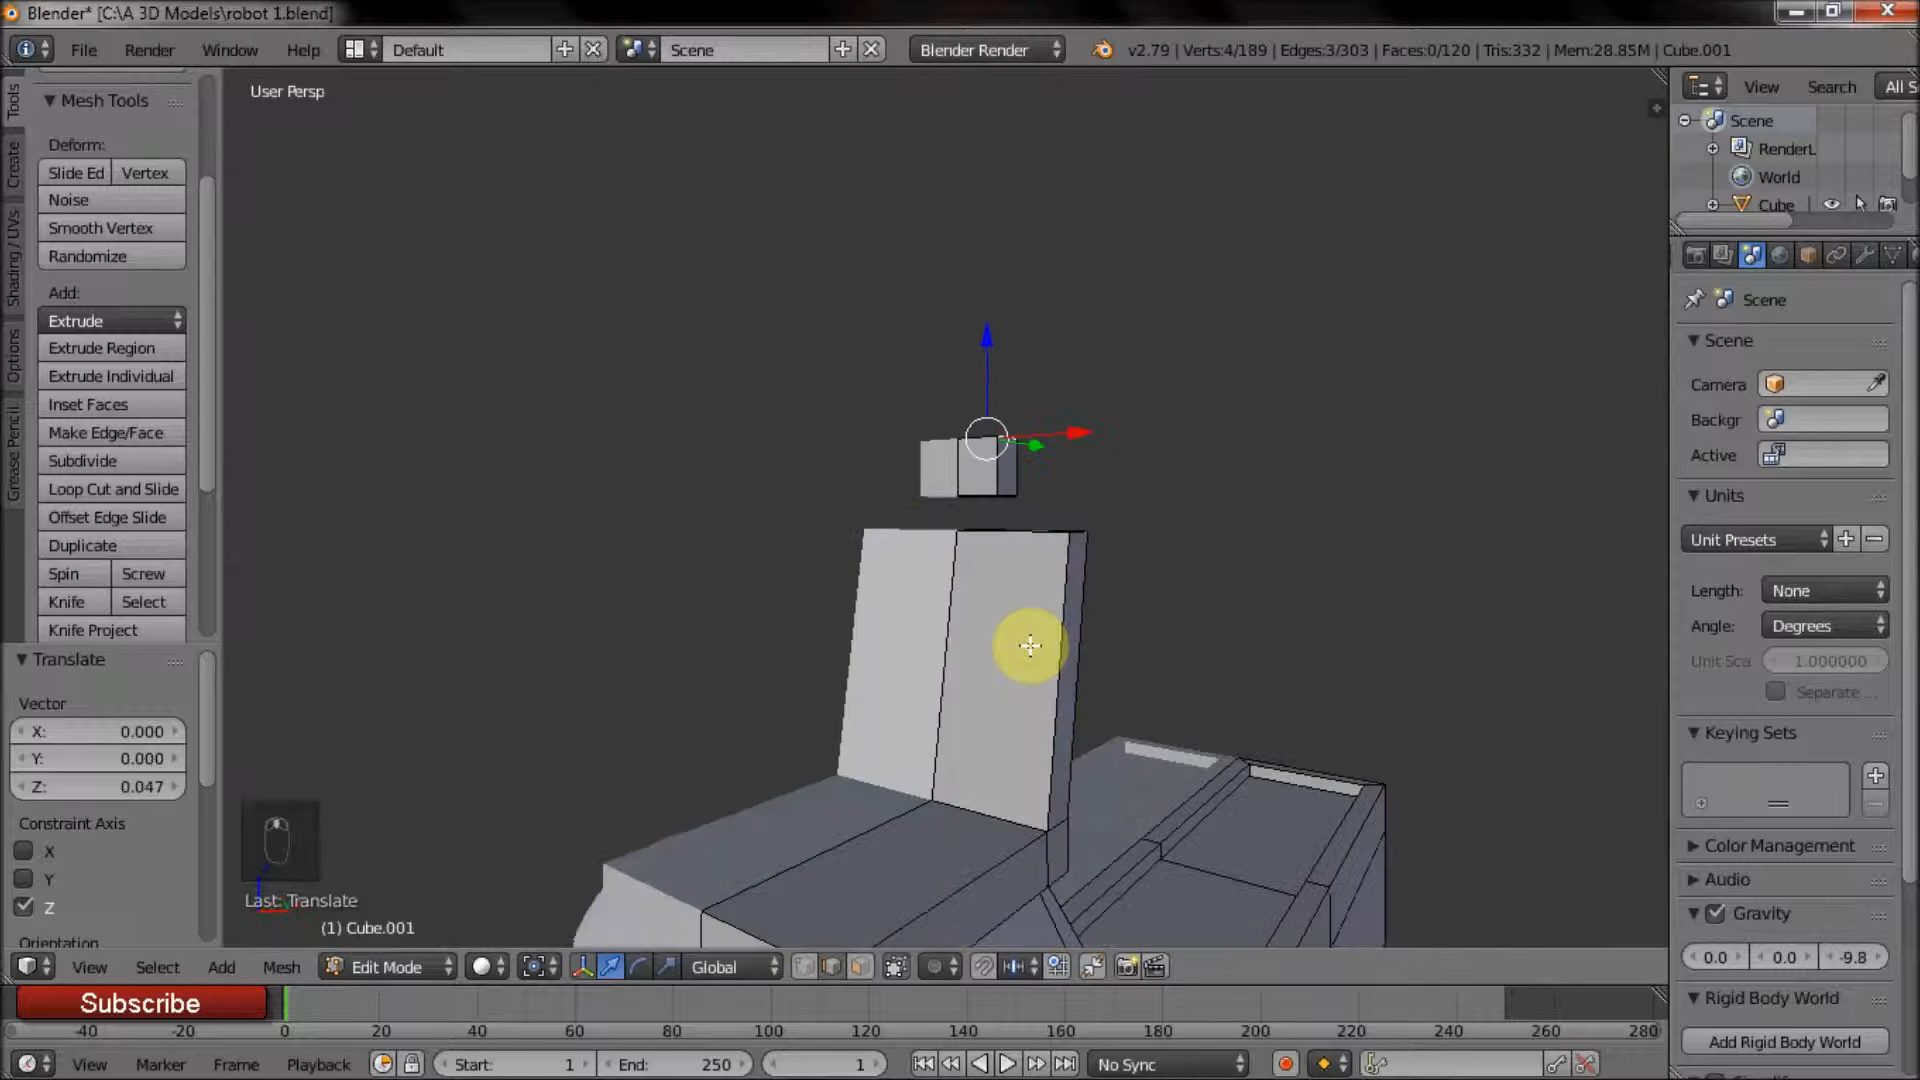 Blender* [C:\A 3D Models\robot 1.blend]
File Render Window Help Default Scene Blender Render v2.79 | Verts:4/189 | Edges:3/303 | Faces:0/120 | Tris:332 | Mem:28.85M | Cube.001
Tools
Create
Shading / UVs
Options
Grease Pencil
Mesh Tools
Deform:
Slide Ed Vertex
Noise
Smooth Vertex
Randomize
Add:
Extrude
Extrude Region
Extrude Individual
Inset Faces
Make Edge/Face
Subdivide
Loop Cut and Slide
Offset Edge Slide
Duplicate
Spin Screw
Knife Select
Knife Project
Translate
Vector
X: 0.000
Y: 0.000
Z: 0.047
Constraint Axis
X
Y
Z
Orientation
User Persp
Last: Translate
(1) Cube.001
View Search All S
Scene
RenderL
World
Cube
Scene
Scene
Camera
Backgr
Active
Units
Unit Presets
Length: None
Angle: Degrees
Unit Sca 1.000000
Separate ...
Keying Sets
Color Management
Audio
Gravity
0.0 0.0 -9.8
Rigid Body World
Add Rigid Body World
View Select Add Mesh Edit Mode Global
Subscribe
-40 -20 0 20 40 60 80 100 120 140 160 180 200 220 240 260 280
View Marker Frame Playback Start: 1 End: 250 1 No Sync